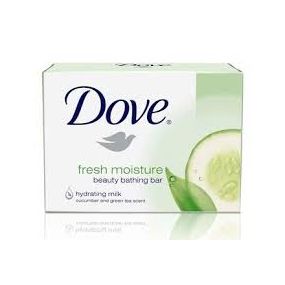 Dove
fresh moisture
beauty bathing bar
hydrating milk
cucumber and green tea scent